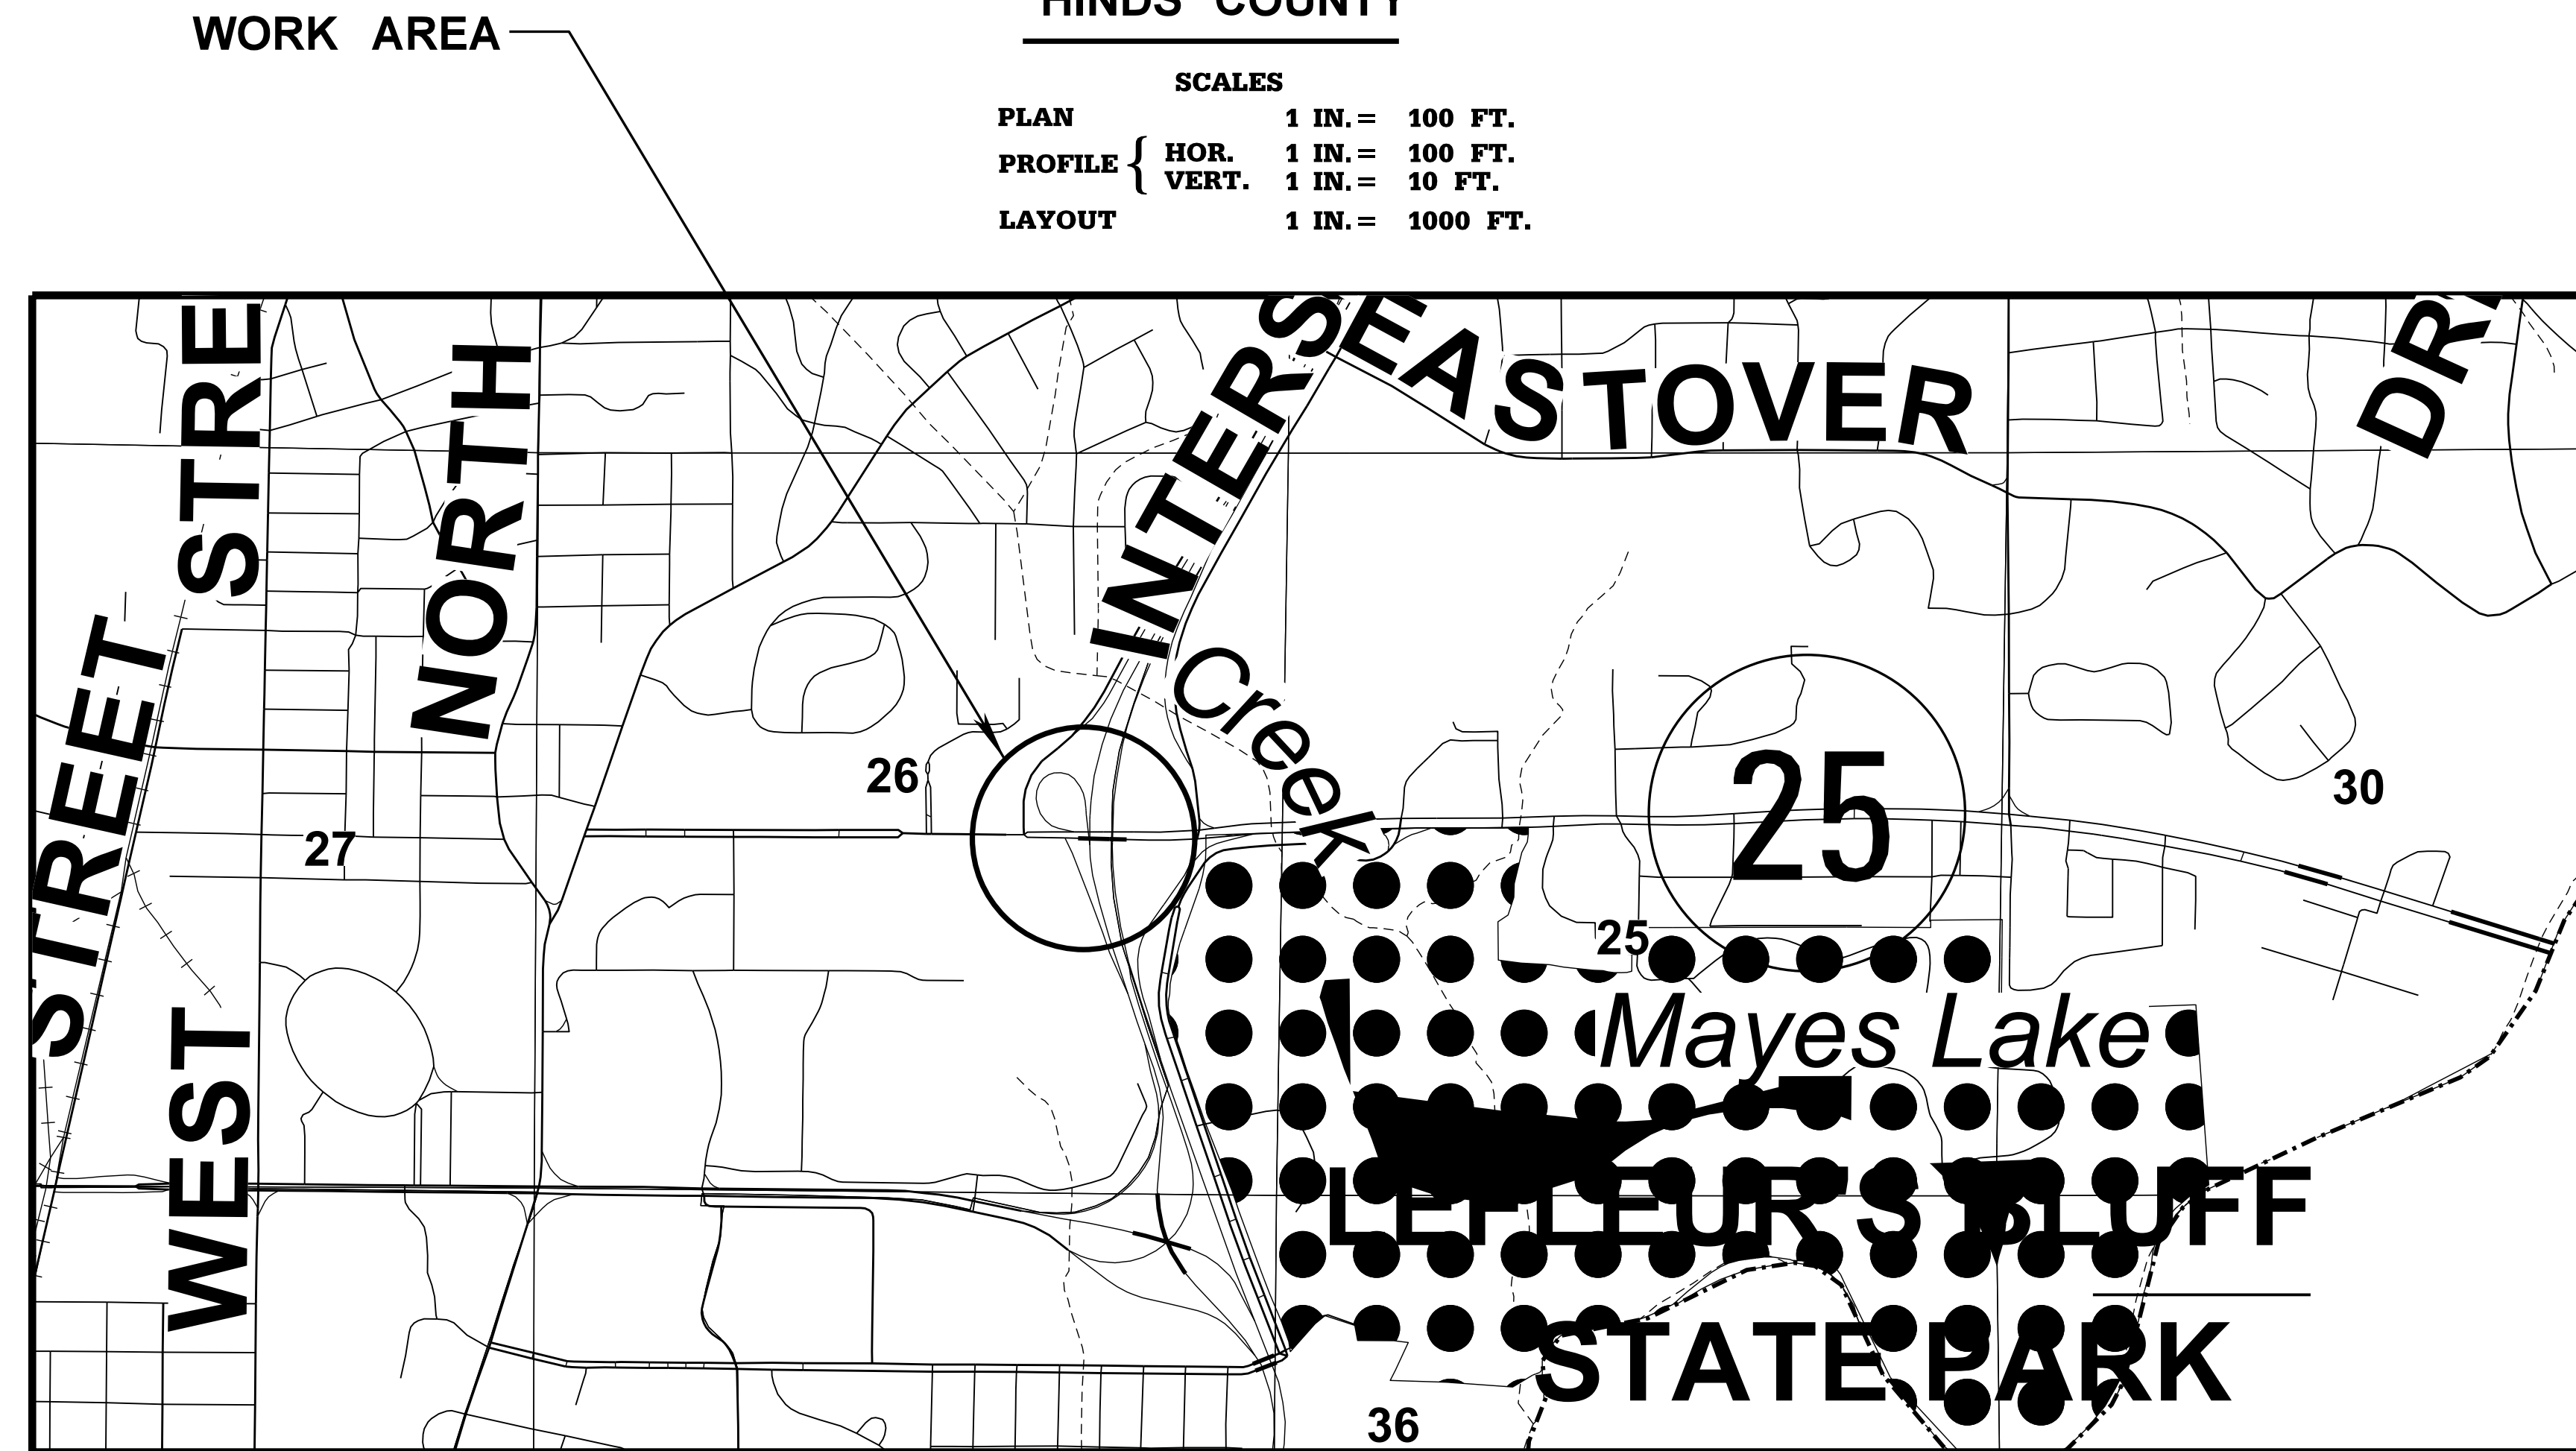 HINDS COUNTY
WORK AREA
SCALES
PLAN 1 IN. = 100 FT.
PROFILE { HOR. 1 IN. = 100 FT.
VERT. 1 IN. = 10 FT.
LAYOUT 1 IN. = 1000 FT.
STRE
NORTH
INTERS
EASTOVER
DRI
STREET
Creek
26
25
30
27
25
WEST
STREET
Mayes Lake
LEFLEUR'S BLUFF
STATE PARK
36